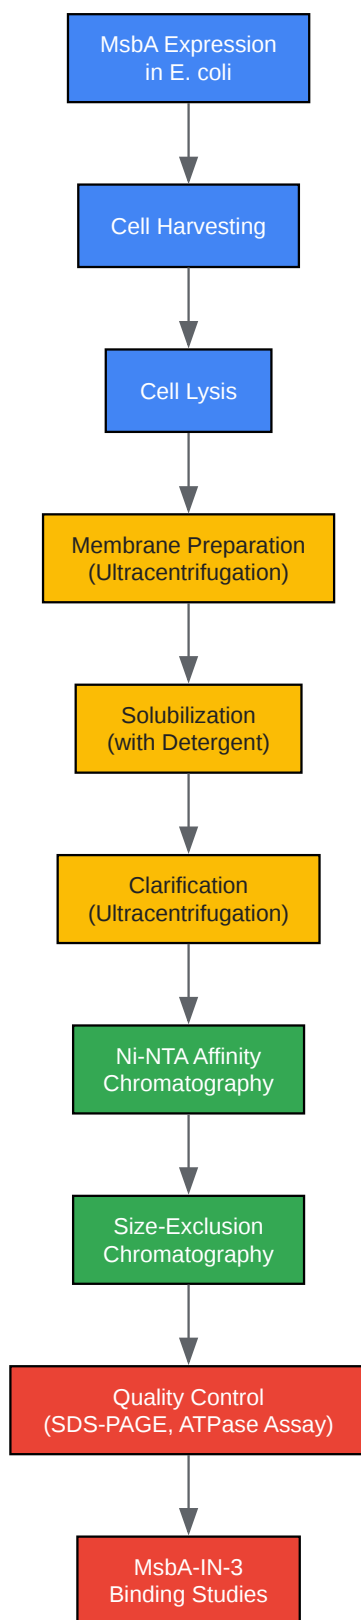 MsbA Expression
in E. coli
Cell Harvesting
Cell Lysis
Membrane Preparation
(Ultracentrifugation)
Solubilization
(with Detergent)
Clarification
(Ultracentrifugation)
Ni-NTA Affinity
Chromatography
Size-Exclusion
Chromatography
Quality Control
(SDS-PAGE, ATPase Assay)
MsbA-IN-3
Binding Studies